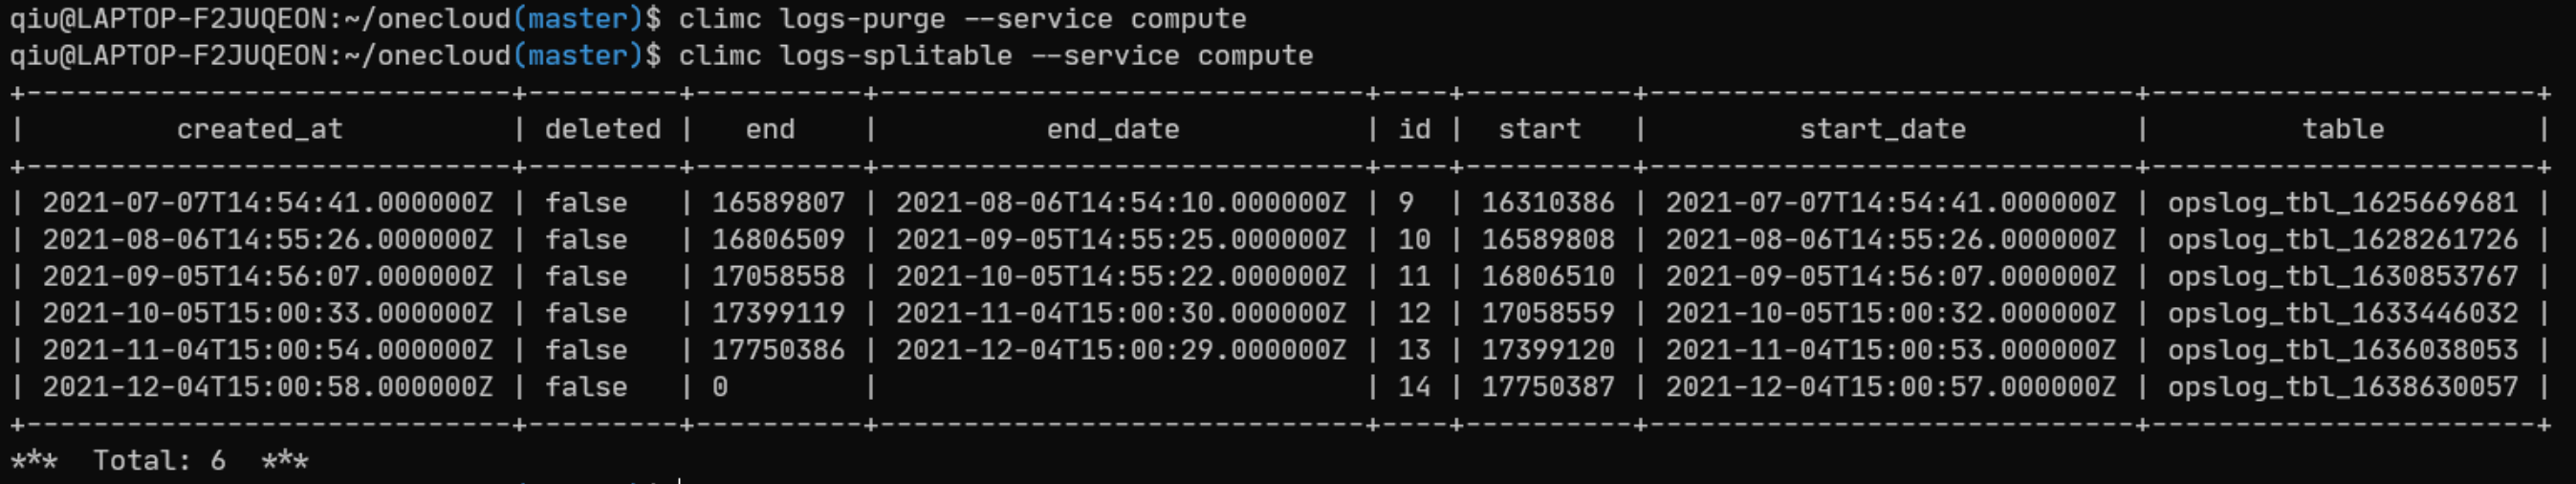 qiu@LAPTOP-F2JUQEON:~/onecloud(master)$ climc logs-purge --service compute
qiu@LAPTOP-F2JUQEON:~/onecloud(master)$ climc logs-splitable --service compute
+-----------------------------+---------+----------+-----------------------------+----+----------+-----------------------------+-----------------------+
|         created_at          | deleted |   end    |          end_date           | id |  start   |         start_date          |         table         |
+-----------------------------+---------+----------+-----------------------------+----+----------+-----------------------------+-----------------------+
| 2021-07-07T14:54:41.000000Z | false   | 16589807 | 2021-08-06T14:54:10.000000Z | 9  | 16310386 | 2021-07-07T14:54:41.000000Z | opslog_tbl_1625669681 |
| 2021-08-06T14:55:26.000000Z | false   | 16806509 | 2021-09-05T14:55:25.000000Z | 10 | 16589808 | 2021-08-06T14:55:26.000000Z | opslog_tbl_1628261726 |
| 2021-09-05T14:56:07.000000Z | false   | 17058558 | 2021-10-05T14:55:22.000000Z | 11 | 16806510 | 2021-09-05T14:56:07.000000Z | opslog_tbl_1630853767 |
| 2021-10-05T15:00:33.000000Z | false   | 17399119 | 2021-11-04T15:00:30.000000Z | 12 | 17058559 | 2021-10-05T15:00:32.000000Z | opslog_tbl_1633446032 |
| 2021-11-04T15:00:54.000000Z | false   | 17750386 | 2021-12-04T15:00:29.000000Z | 13 | 17399120 | 2021-11-04T15:00:53.000000Z | opslog_tbl_1636038053 |
| 2021-12-04T15:00:58.000000Z | false   | 0        |                             | 14 | 17750387 | 2021-12-04T15:00:57.000000Z | opslog_tbl_1638630057 |
+-----------------------------+---------+----------+-----------------------------+----+----------+-----------------------------+-----------------------+
***  Total: 6  ***